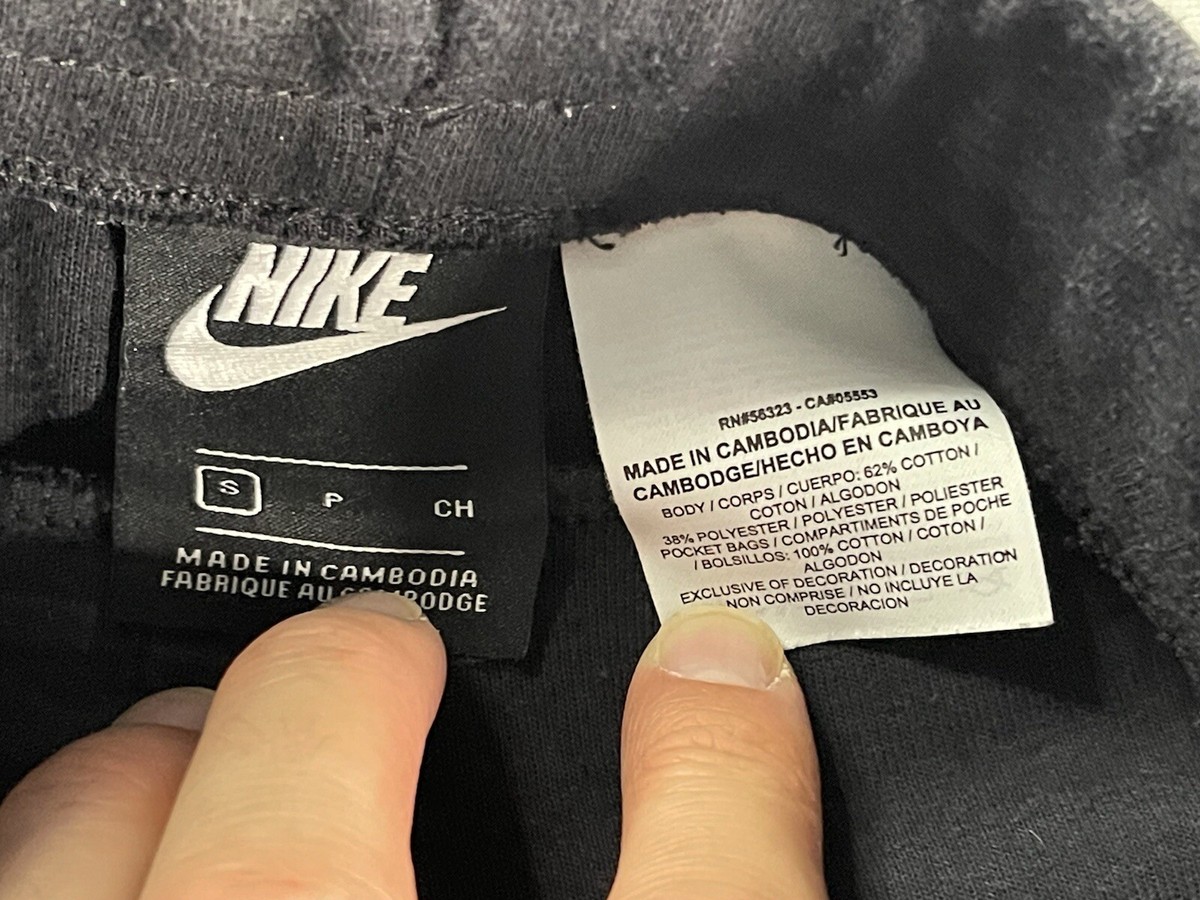 NIKE
S P CH
MADE IN CAMBODIA
FABRIQUE AU CAMBODGE
RN#56323 - CA#05553
MADE IN CAMBODIA/FABRIQUE AU
CAMBODGE/HECHO EN CAMBOYA
BODY / CORPS / CUERPO: 62% COTTON /
COTON / ALGODON
38% POLYESTER / POLYESTER / POLIESTER
POCKET BAGS / COMPARTIMENTS DE POCHE
/ BOLSILLOS: 100% COTTON / COTON /
ALGODON
EXCLUSIVE OF DECORATION / DECORATION
NON COMPRISE / NO INCLUYE LA
DECORACION